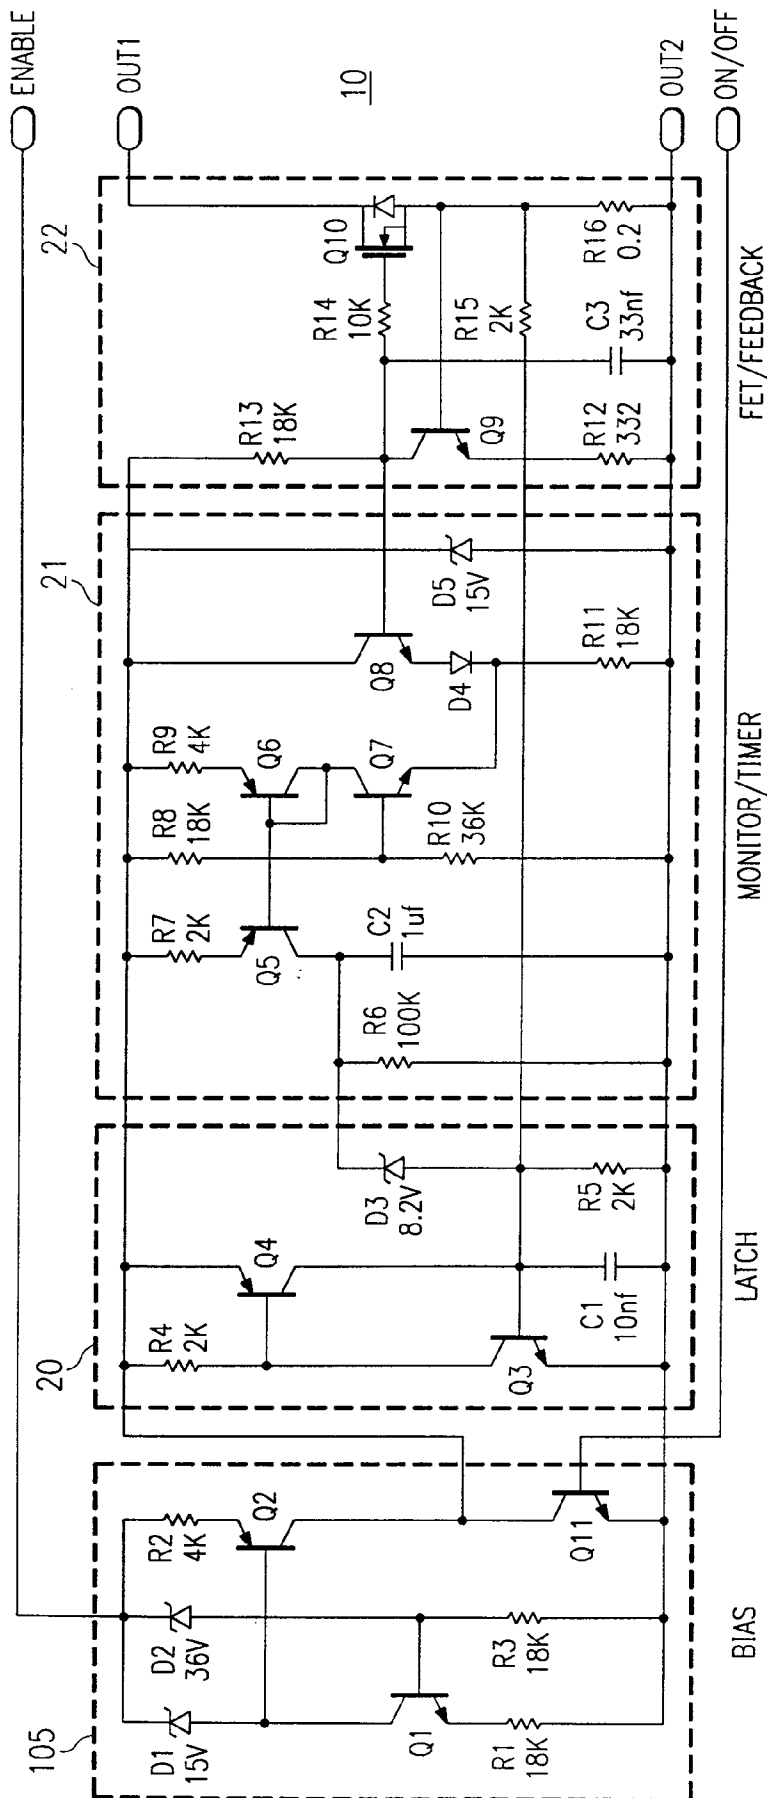 ENABLE
OUT1
10
OUT2
ON/OFF
105
D1
15V
D2
36V
R2
4K
Q2
Q1
R1
18K
R3
18K
Q11
BIAS
20
R4
2K
Q4
Q3
D3
8.2V
C1
10nf
R5
2K
LATCH
21
R7
2K
R8
18K
R9
4K
Q5
Q6
Q7
Q8
R6
100K
C2
1uf
R10
36K
D4
D5
15V
R11
18K
MONITOR/TIMER
22
R13
18K
R14
10K
Q10
Q9
R15
2K
R12
332
C3
33nf
R16
0.2
FET/FEEDBACK